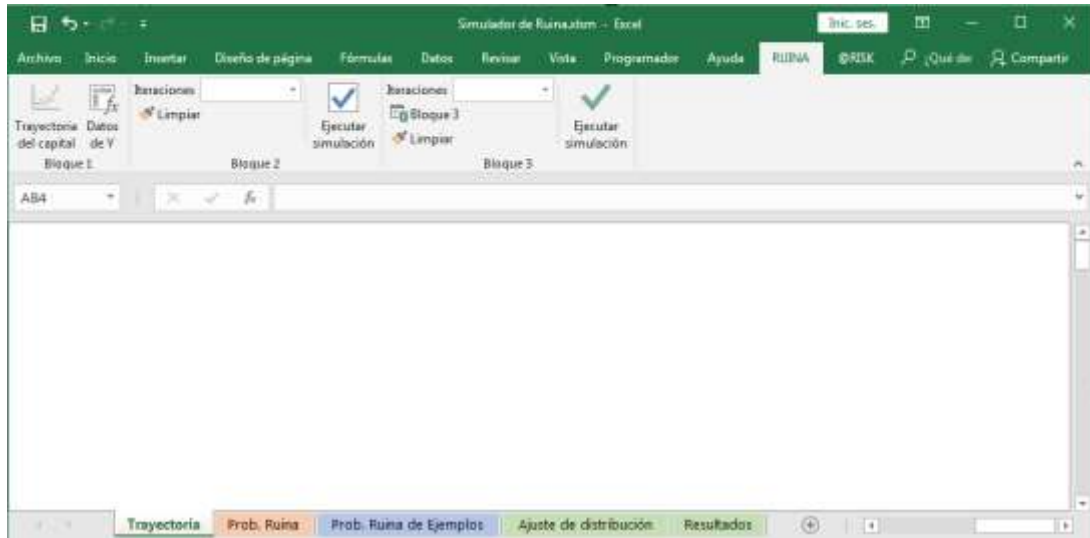 Simulador de Ruina.xlsm - Excel
Inic. ses.
Archivo Inicio Insertar Diseño de página Fórmulas Datos Revisar Vista Programador Ayuda RUINA @RISK ¿Qué de Compartir
Iteraciones
Limpiar
Trayectoria del capital
Datos de Y
Bloque 1
Bloque 2
Ejecutar simulación
Iteraciones
Bloque 3
Limpiar
Bloque 3
Ejecutar simulación
AB4
fx
Trayectoria Prob. Ruina Prob. Ruina de Ejemplos Ajuste de distribución Resultados